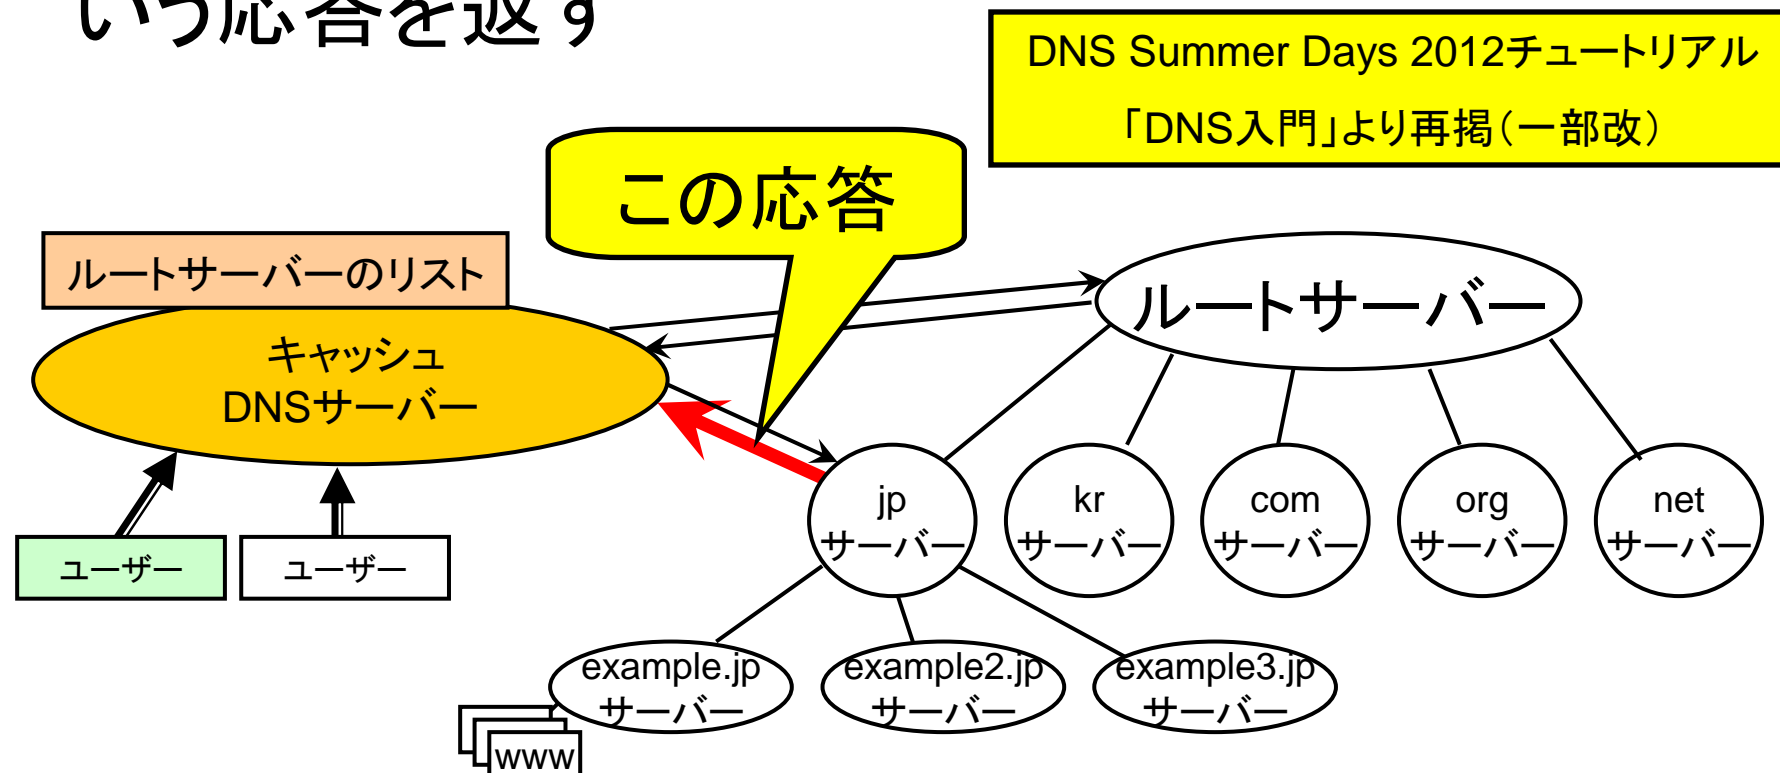 いう応答を返す
DNS Summer Days 2012チュートリアル
「DNS入門」より再掲（一部改）
この応答
ルートサーバーのリスト
ルートサーバー
キャッシュ
DNSサーバー
jp
サーバー
kr
サーバー
com
サーバー
org
サーバー
net
サーバー
ユーザー
ユーザー
example.jp
サーバー
example2.jp
サーバー
example3.jp
サーバー
www